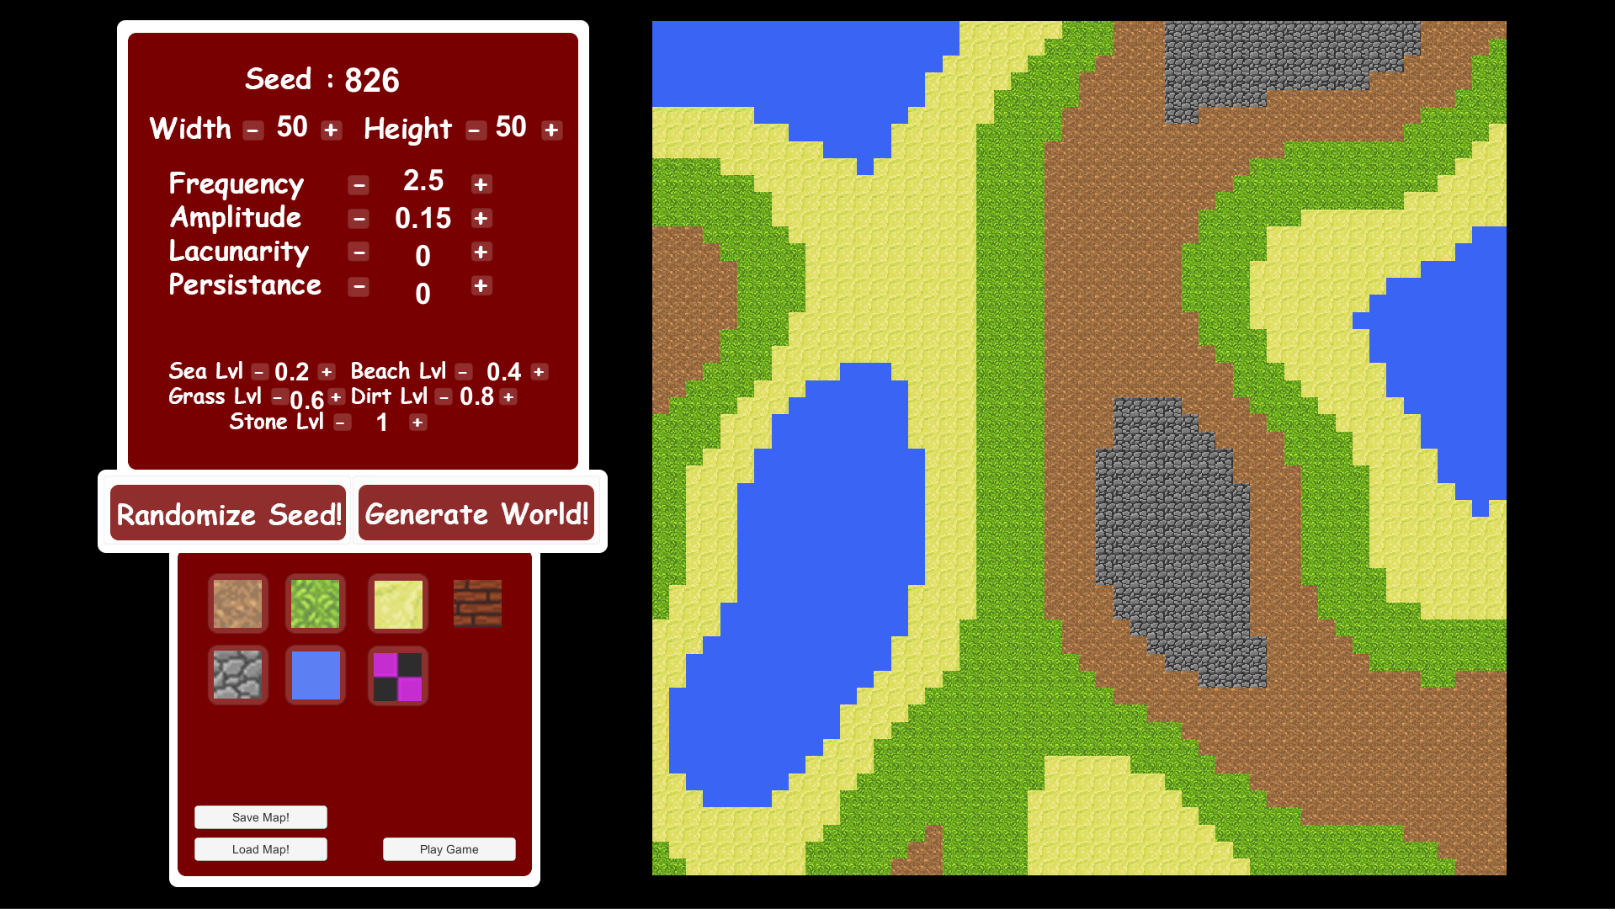 Seed : 826
Width - 50 + Height - 50 +
Frequency - 2.5 +
Amplitude - 0.15 +
Lacunarity - 0 +
Persistance - 0 +
Sea Lvl - 0.2 + Beach Lvl - 0.4 +
Grass Lvl - 0.6 + Dirt Lvl - 0.8 +
Stone Lvl - 1 +
Randomize Seed! Generate World!
Save Map!
Load Map! Play Game